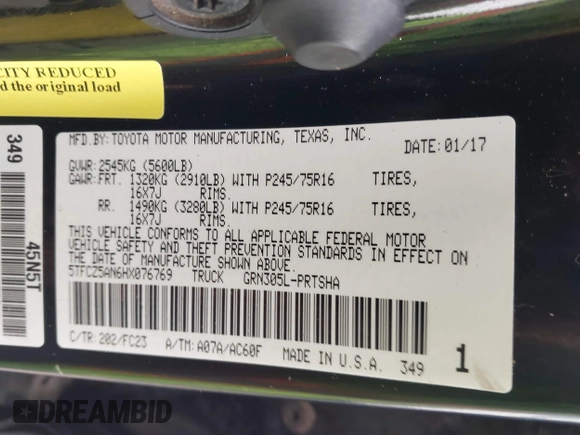 CITY REDUCED
d the original load
349
45N5T
MFD.BY:TOYOTA MOTOR MANUFACTURING, TEXAS, INC.
DATE:01/17
GVWR:2545KG (5600LB)
GAWR:FRT. 1320KG (2910LB) WITH P245/75R16 TIRES,
16X7J RIMS.
RR. 1490KG (3280LB) WITH P245/75R16 TIRES,
16X7J RIMS.
THIS VEHICLE CONFORMS TO ALL APPLICABLE FEDERAL MOTOR
VEHICLE SAFETY AND THEFT PREVENTION STANDARDS IN EFFECT ON
THE DATE OF MANUFACTURE SHOWN ABOVE.
5TFCZ5AN6HX076769 TRUCK GRN305L-PRTSHA
C/TR:202/FC23 A/TM:A07A/AC60F MADE IN U.S.A. 349 1
DREAMBID